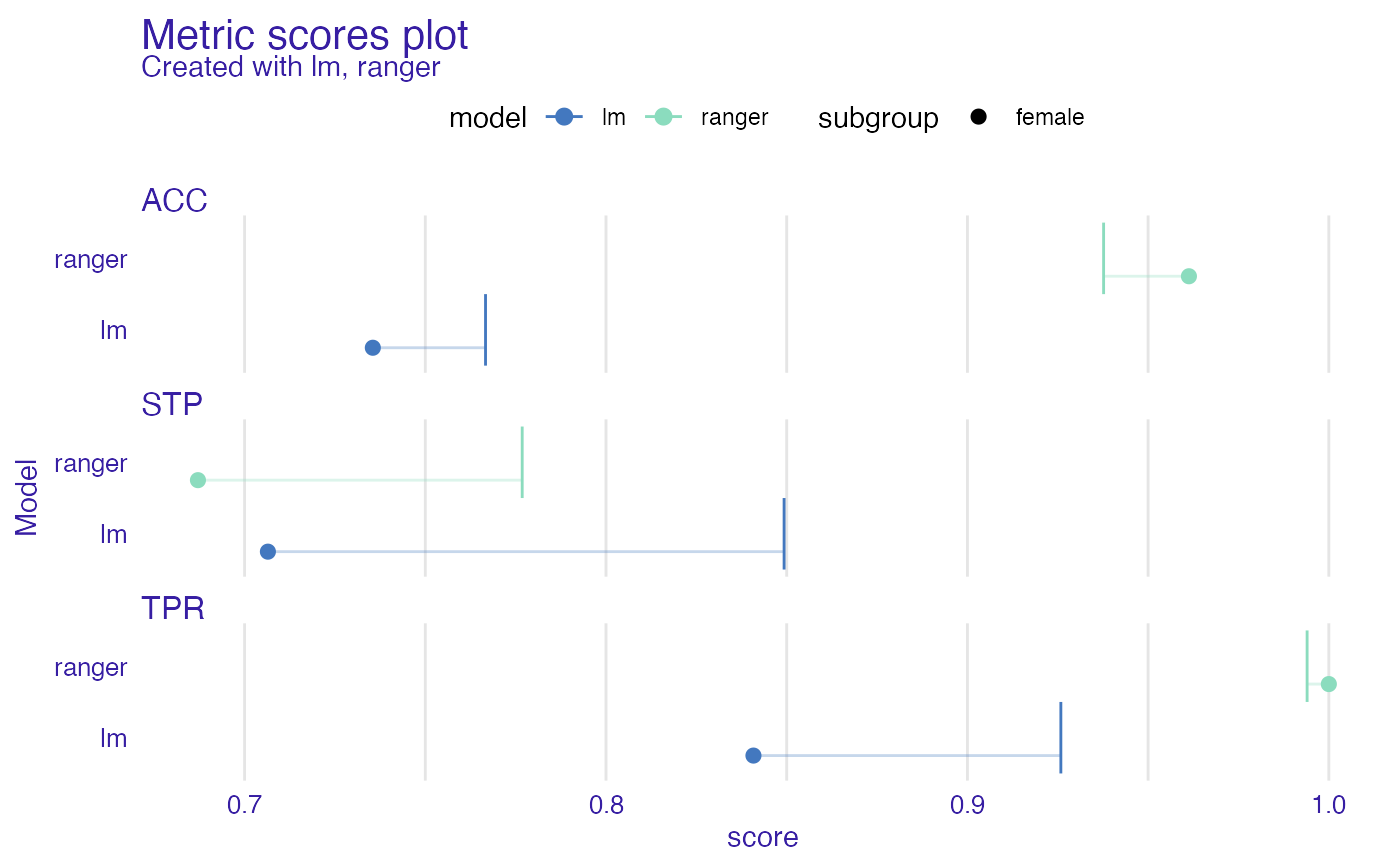 Metric scores plot
Created with lm, ranger
model lm ranger subgroup female
ACC
ranger
lm
STP
ranger
lm
Model
TPR
ranger
lm
0.7 0.8 0.9 1.0
score